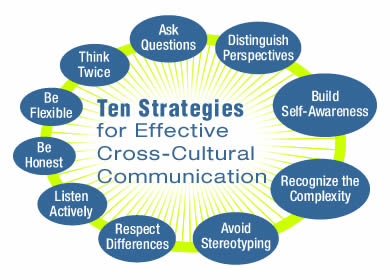 Ten Strategies
for Effective
Cross-Cultural
Communication
Ask
Questions
Distinguish
Perspectives
Build
Self-Awareness
Recognize the
Complexity
Avoid
Stereotyping
Respect
Differences
Listen
Actively
Be
Honest
Be
Flexible
Think
Twice